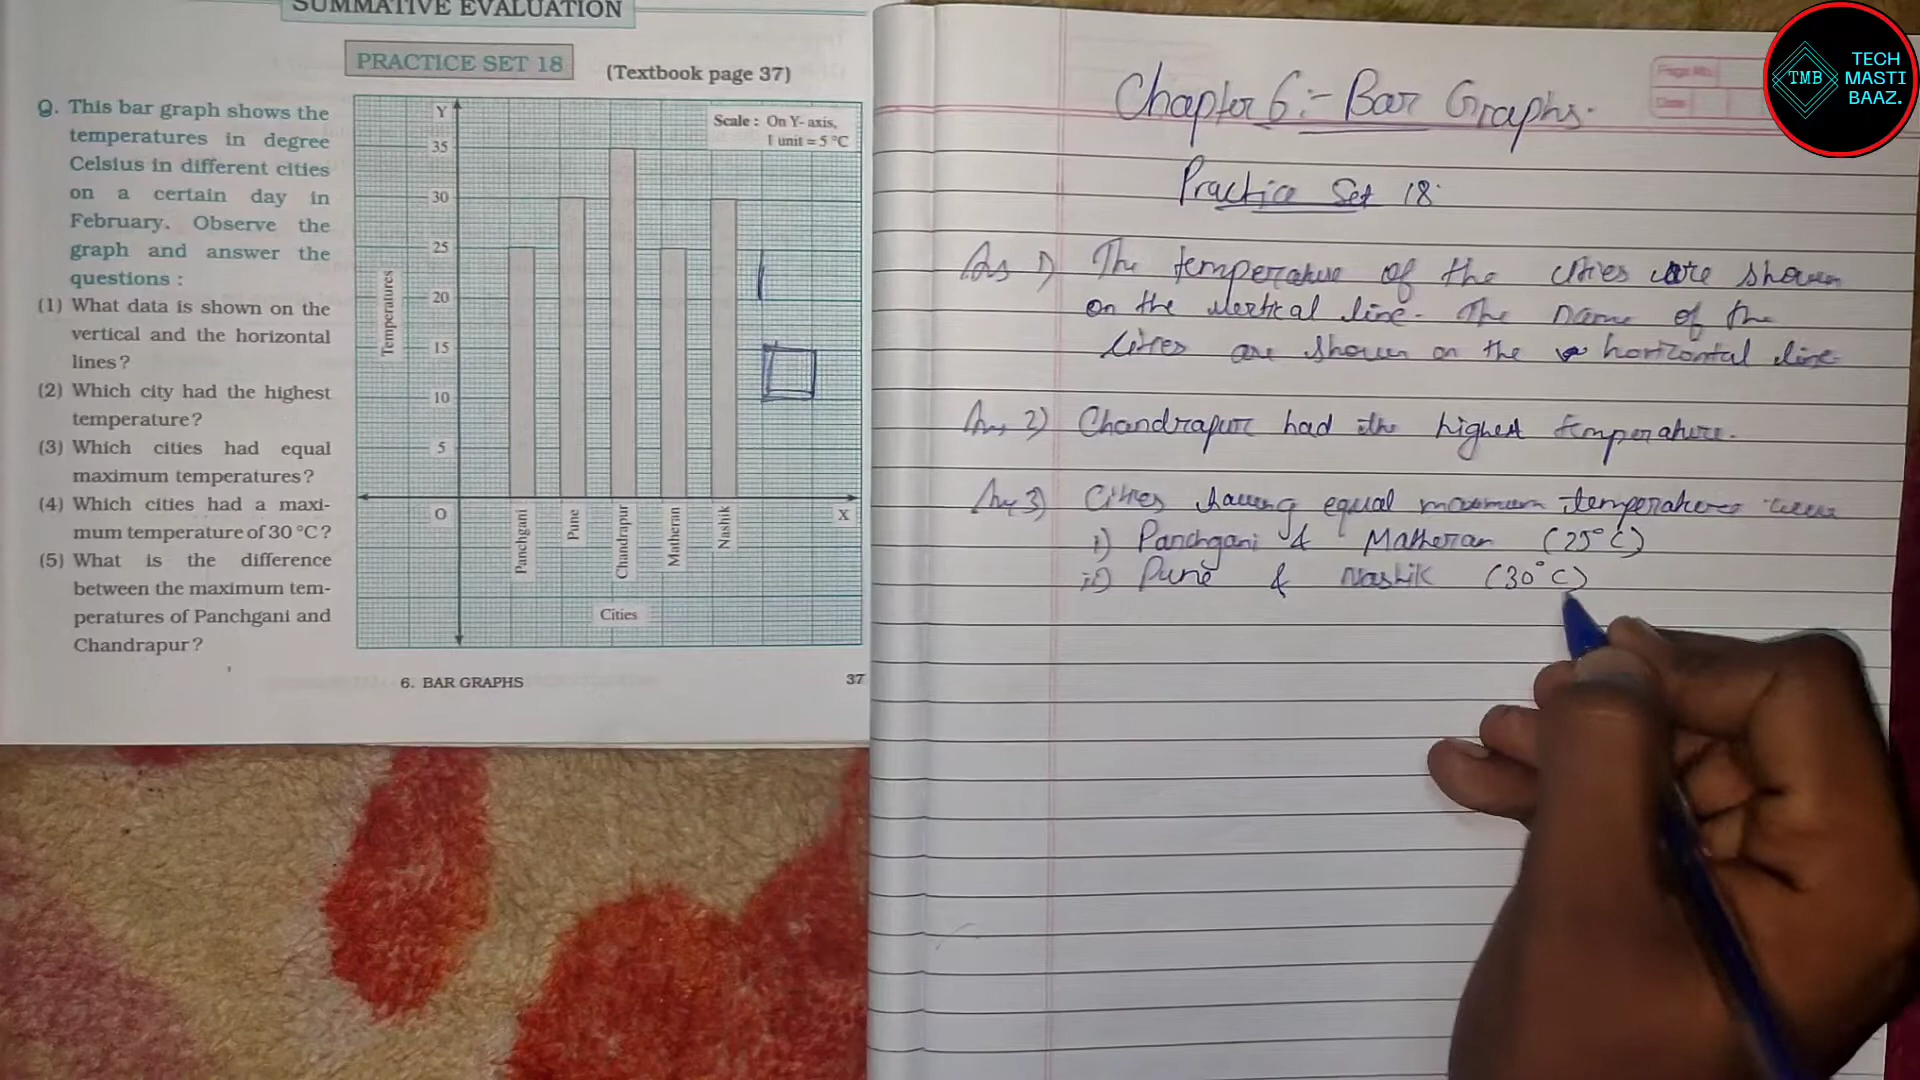 SUMMATIVE EVALUATION
PRACTICE SET 18
(Textbook page 37)
Q. This bar graph shows the
temperatures in degree
Celsius in different cities
on a certain day in
February. Observe the
graph and answer the
questions :
(1) What data is shown on the
vertical and the horizontal
lines?
(2) Which city had the highest
temperature?
(3) Which cities had equal
maximum temperatures?
(4) Which cities had a maxi-
mum temperature of 30 °C?
(5) What is the difference
between the maximum tem-
peratures of Panchgani and
Chandrapur?
Y
Scale : On Y- axis,
1 unit = 5 °C
35
30
25
20
15
10
5
O
X
Temperatures
Panchgani
Pune
Chandrapur
Matheran
Nashik
Cities
6. BAR GRAPHS
37
Chapter 6:- Bar Graphs.
Practice Set 18.
Ans 1) The temperature of the cities are shown
on the vertical line. The name of the
cities are shown on the horizontal line
Ans 2) Chandrapur had the highest temperature.
Ans 3) Cities having equal maximum temperatures were
i) Panchgani & Matheran (25°C)
ii) Pune & Nashik (30°C)
Page No.
Date
TMB
TECH
MASTI
BAAZ.